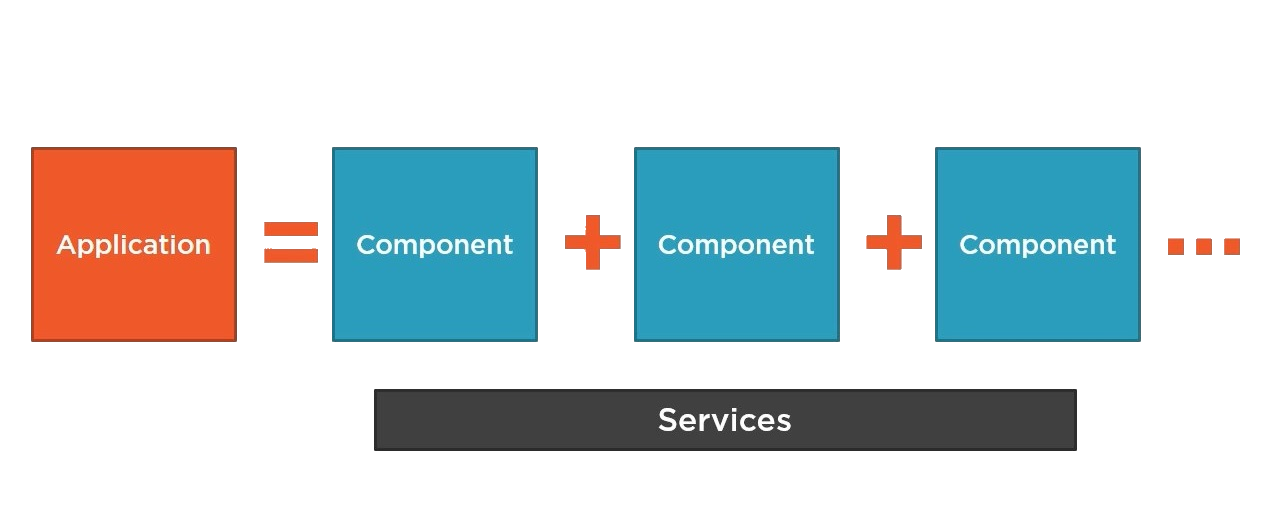 Application = Component + Component + Component ...
Services